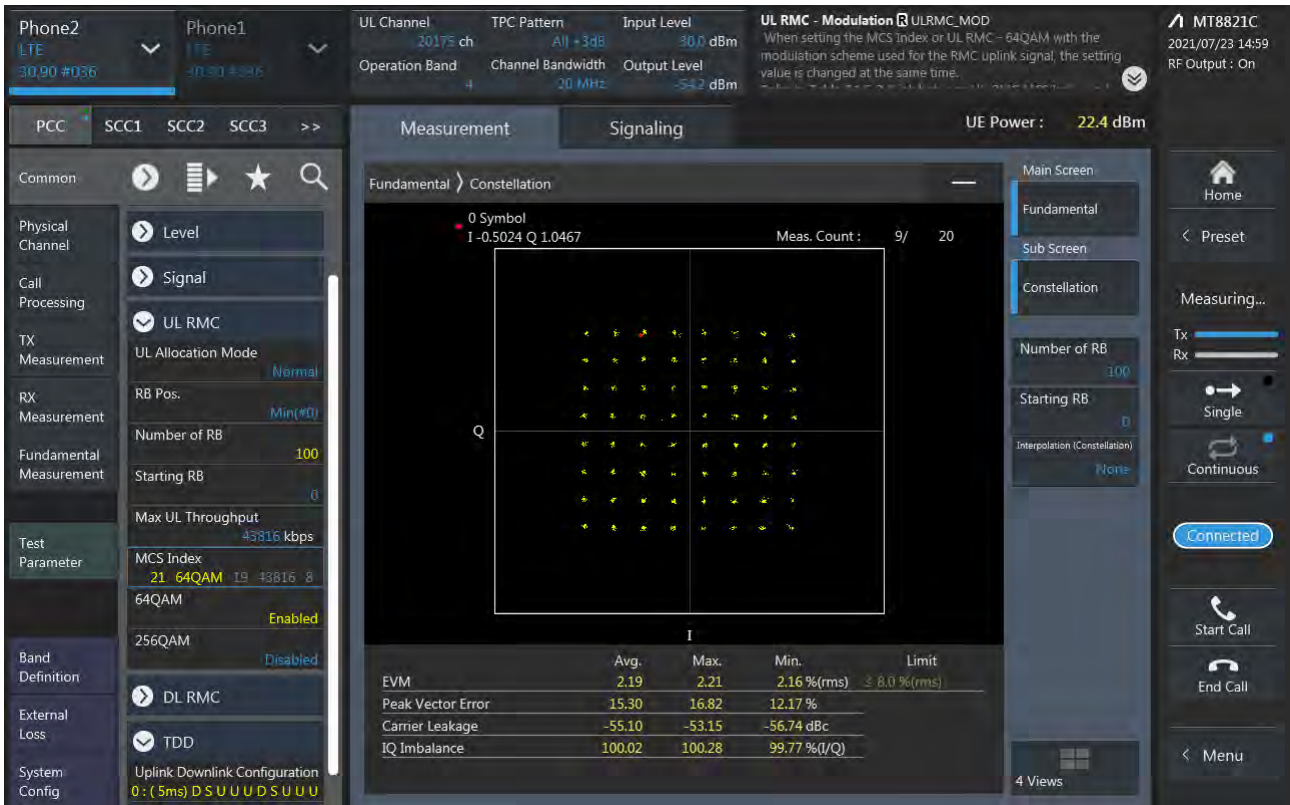 Phone2
LTE
30.90 #036
Phone1
LTE
UL Channel
20175 ch
Operation Band
4
TPC Pattern
All +3dB
Channel Bandwidth
20 MHz
Input Level
30.0 dBm
Output Level
-54.2 dBm
UL RMC - Modulation R ULRMC_MOD
When setting the MCS Index or UL RMC – 64QAM with the
modulation scheme used for the RMC uplink signal, the setting
value is changed at the same time.
MT8821C
2021/07/23 14:59
RF Output : On
PCC SCC1 SCC2 SCC3 >>
Measurement Signaling
UE Power : 22.4 dBm
Common
Physical
Channel
Call
Processing
TX
Measurement
RX
Measurement
Fundamental
Measurement
Test
Parameter
Band
Definition
External
Loss
System
Config
Level
Signal
UL RMC
UL Allocation Mode
Normal
RB Pos.
Min(#0)
Number of RB
100
Starting RB
0
Max UL Throughput
43816 kbps
MCS Index
21 64QAM 19 43816 8
64QAM
Enabled
256QAM
Disabled
DL RMC
TDD
Uplink Downlink Configuration
0 : ( 5ms) D S U U U D S U U U
Fundamental 〉 Constellation
0 Symbol
I -0.5024 Q 1.0467
Meas. Count : 9/ 20
Q
I
Avg. Max. Min. Limit
EVM 2.19 2.21 2.16 %(rms) ≤ 8.0 %(rms)
Peak Vector Error 15.30 16.82 12.17 %
Carrier Leakage -55.10 -53.15 -56.74 dBc
IQ Imbalance 100.02 100.28 99.77 %(I/Q)
Main Screen
Fundamental
Sub Screen
Constellation
Number of RB
100
Starting RB
0
Interpolation (Constellation)
None
4 Views
Home
< Preset
Measuring...
Tx
Rx
Single
Continuous
Connected
Start Call
End Call
< Menu